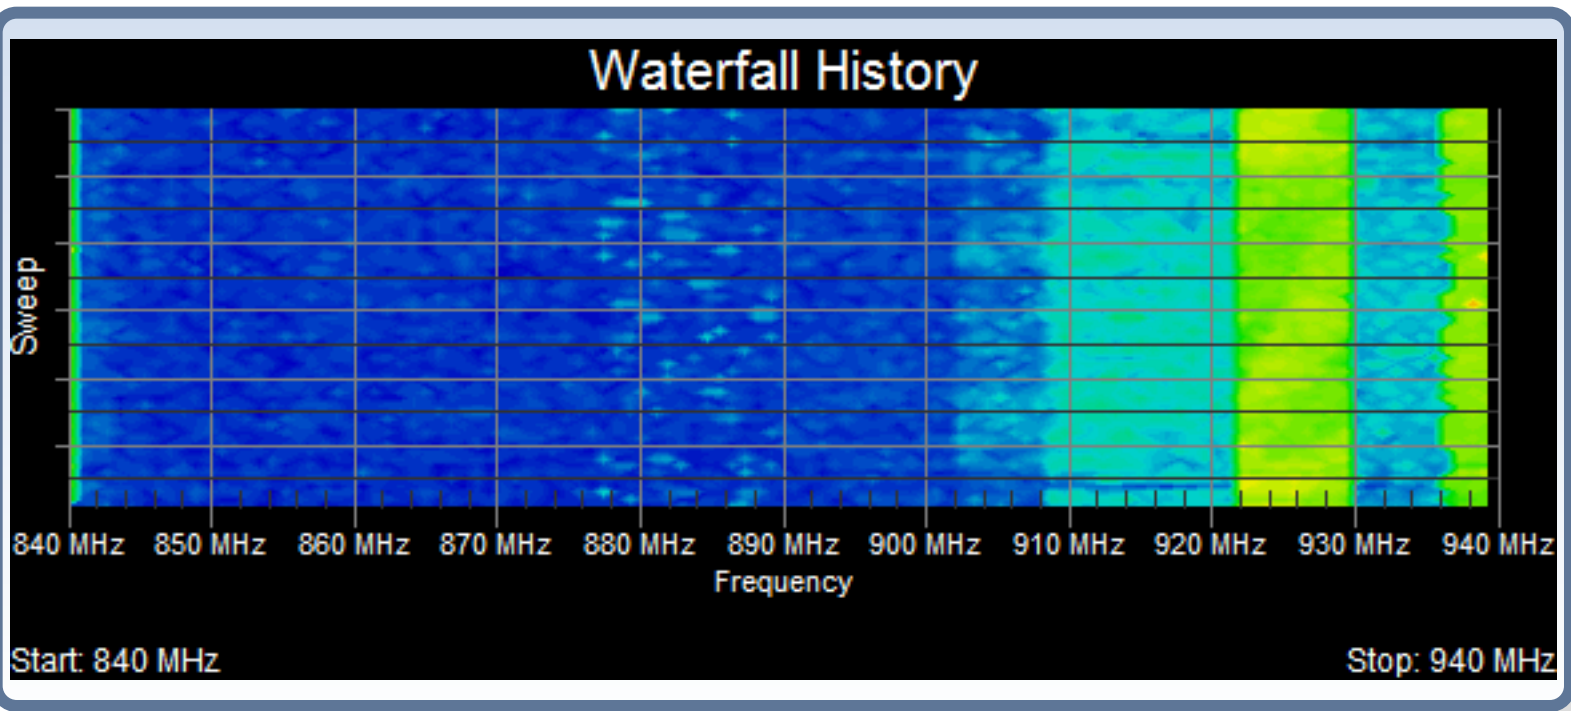 Waterfall History
Sweep
840 MHz 850 MHz 860 MHz 870 MHz 880 MHz 890 MHz 900 MHz 910 MHz 920 MHz 930 MHz 940 MHz
Frequency
Start: 840 MHz Stop: 940 MHz